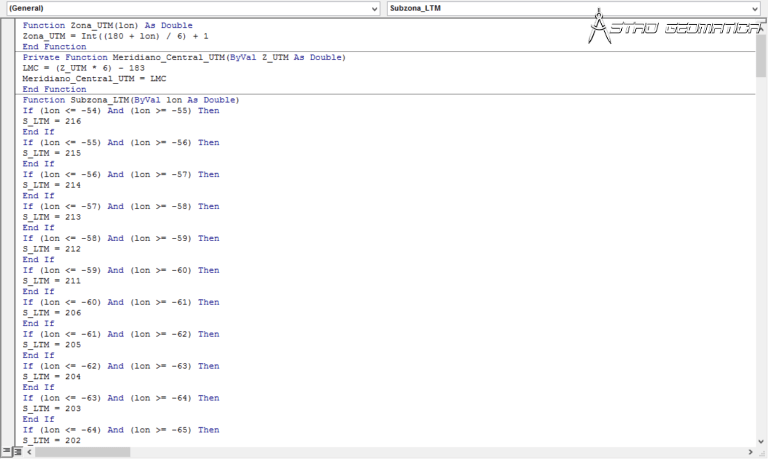 (General)
Subzona_LTM
ASTRO GEOMATICA
Function Zona_UTM(lon) As Double
Zona_UTM = Int((180 + lon) / 6) + 1
End Function
Private Function Meridiano_Central_UTM(ByVal Z_UTM As Double)
LMC = (Z_UTM * 6) - 183
Meridiano_Central_UTM = LMC
End Function
Function Subzona_LTM(ByVal lon As Double)
If (lon <= -54) And (lon >= -55) Then
S_LTM = 216
End If
If (lon <= -55) And (lon >= -56) Then
S_LTM = 215
End If
If (lon <= -56) And (lon >= -57) Then
S_LTM = 214
End If
If (lon <= -57) And (lon >= -58) Then
S_LTM = 213
End If
If (lon <= -58) And (lon >= -59) Then
S_LTM = 212
End If
If (lon <= -59) And (lon >= -60) Then
S_LTM = 211
End If
If (lon <= -60) And (lon >= -61) Then
S_LTM = 206
End If
If (lon <= -61) And (lon >= -62) Then
S_LTM = 205
End If
If (lon <= -62) And (lon >= -63) Then
S_LTM = 204
End If
If (lon <= -63) And (lon >= -64) Then
S_LTM = 203
End If
If (lon <= -64) And (lon >= -65) Then
S_LTM = 202